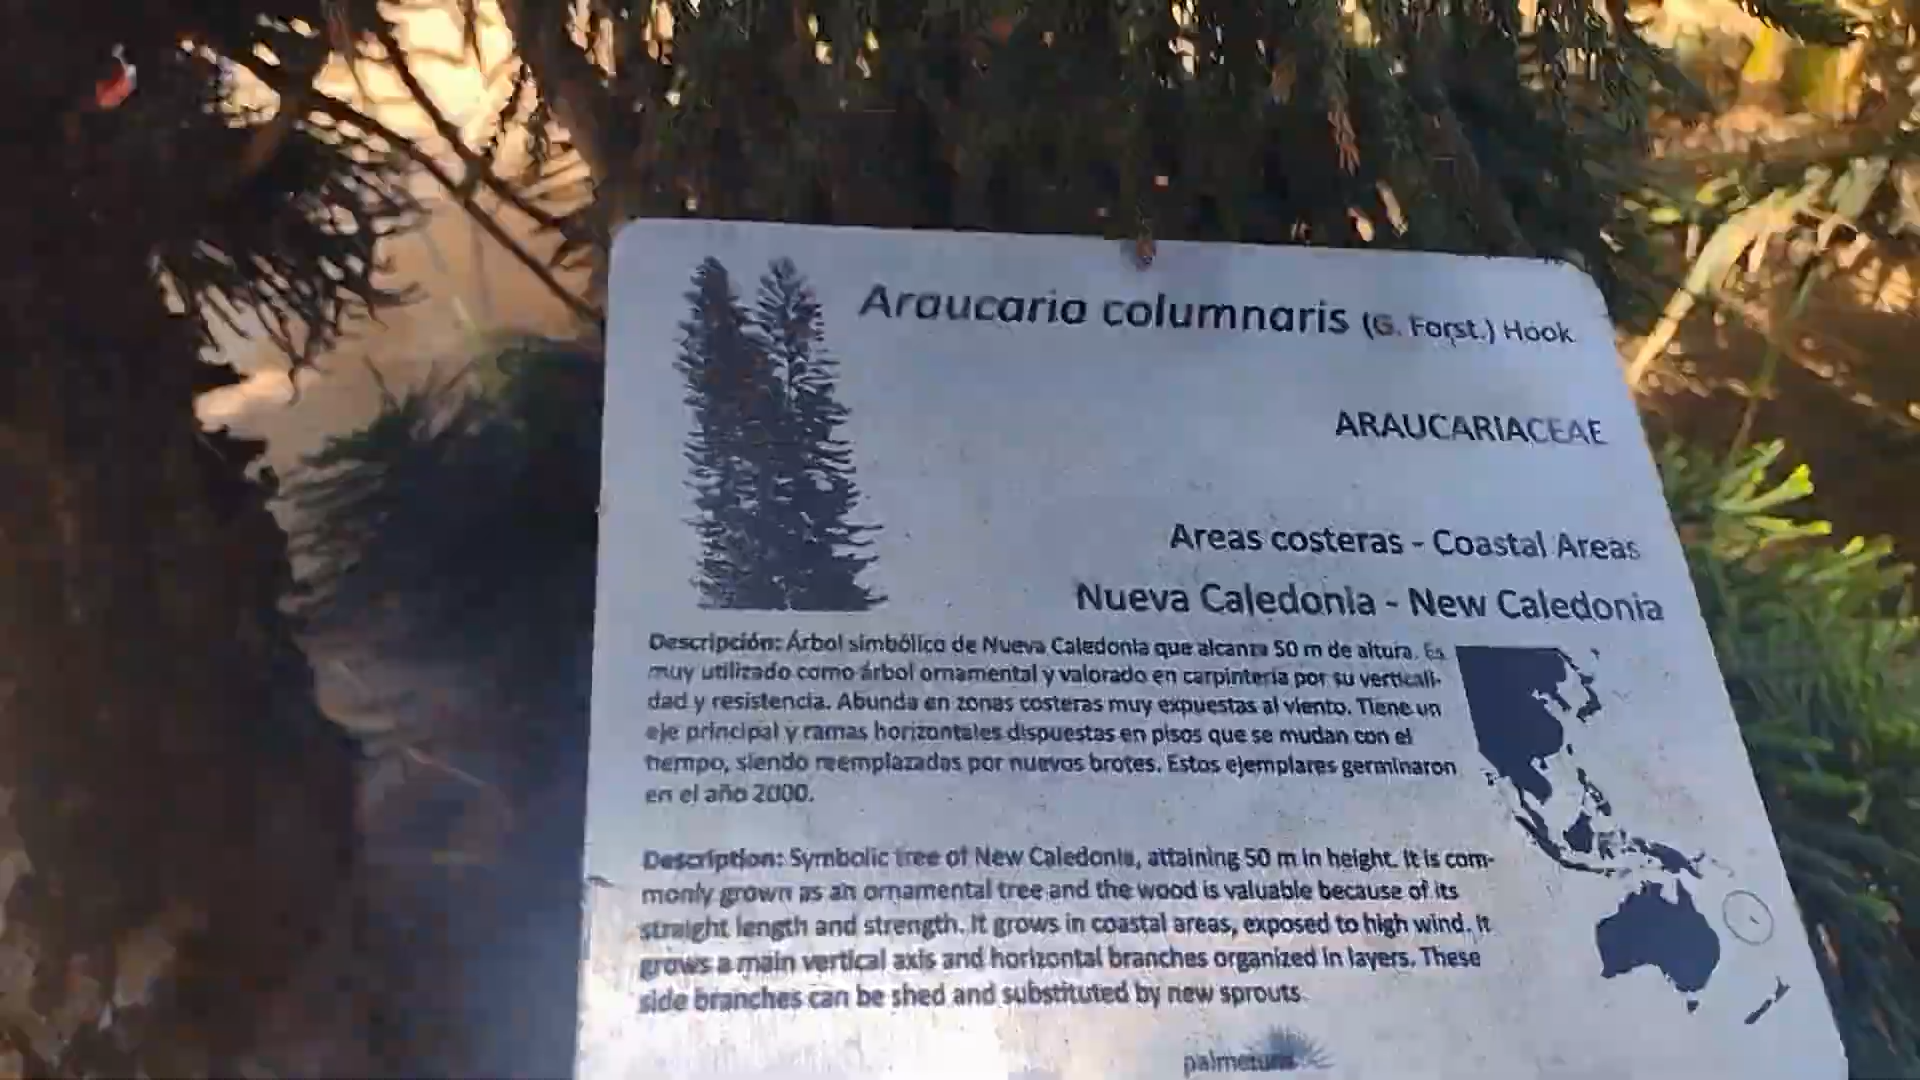 Araucaria columnaris (G. Forst.) Hook
ARAUCARIACEAE
Areas costeras - Coastal Areas
Nueva Caledonia - New Caledonia
Descripción: Árbol simbólico de Nueva Caledonia que alcanza 50 m de altura. Es
muy utilizado como árbol ornamental y valorado en carpintería por su verticali-
dad y resistencia. Abunda en zonas costeras muy expuestas al viento. Tiene un
eje principal y ramas horizontales dispuestas en pisos que se mudan con el
tiempo, siendo reemplazadas por nuevos brotes. Estos ejemplares germinaron
en el año 2000.
Description: Symbolic tree of New Caledonia, attaining 50 m in height. It is com-
monly grown as an ornamental tree and the wood is valuable because of its
straight length and strength. It grows in coastal areas, exposed to high wind. It
grows a main vertical axis and horizontal branches organized in layers. These
side branches can be shed and substituted by new sprouts.